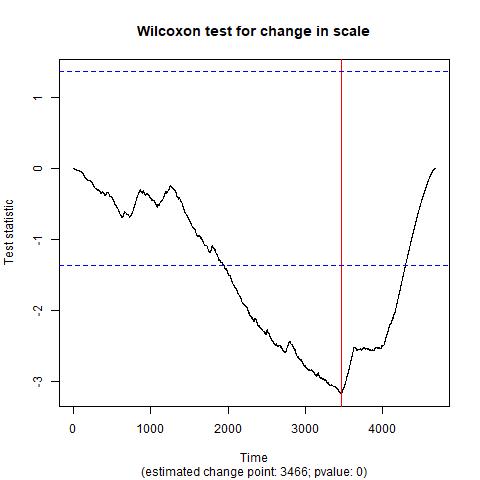 Wilcoxon test for change in scale
Test statistic
1
0
-1
-2
-3
0 1000 2000 3000 4000
Time
(estimated change point: 3466; pvalue: 0)